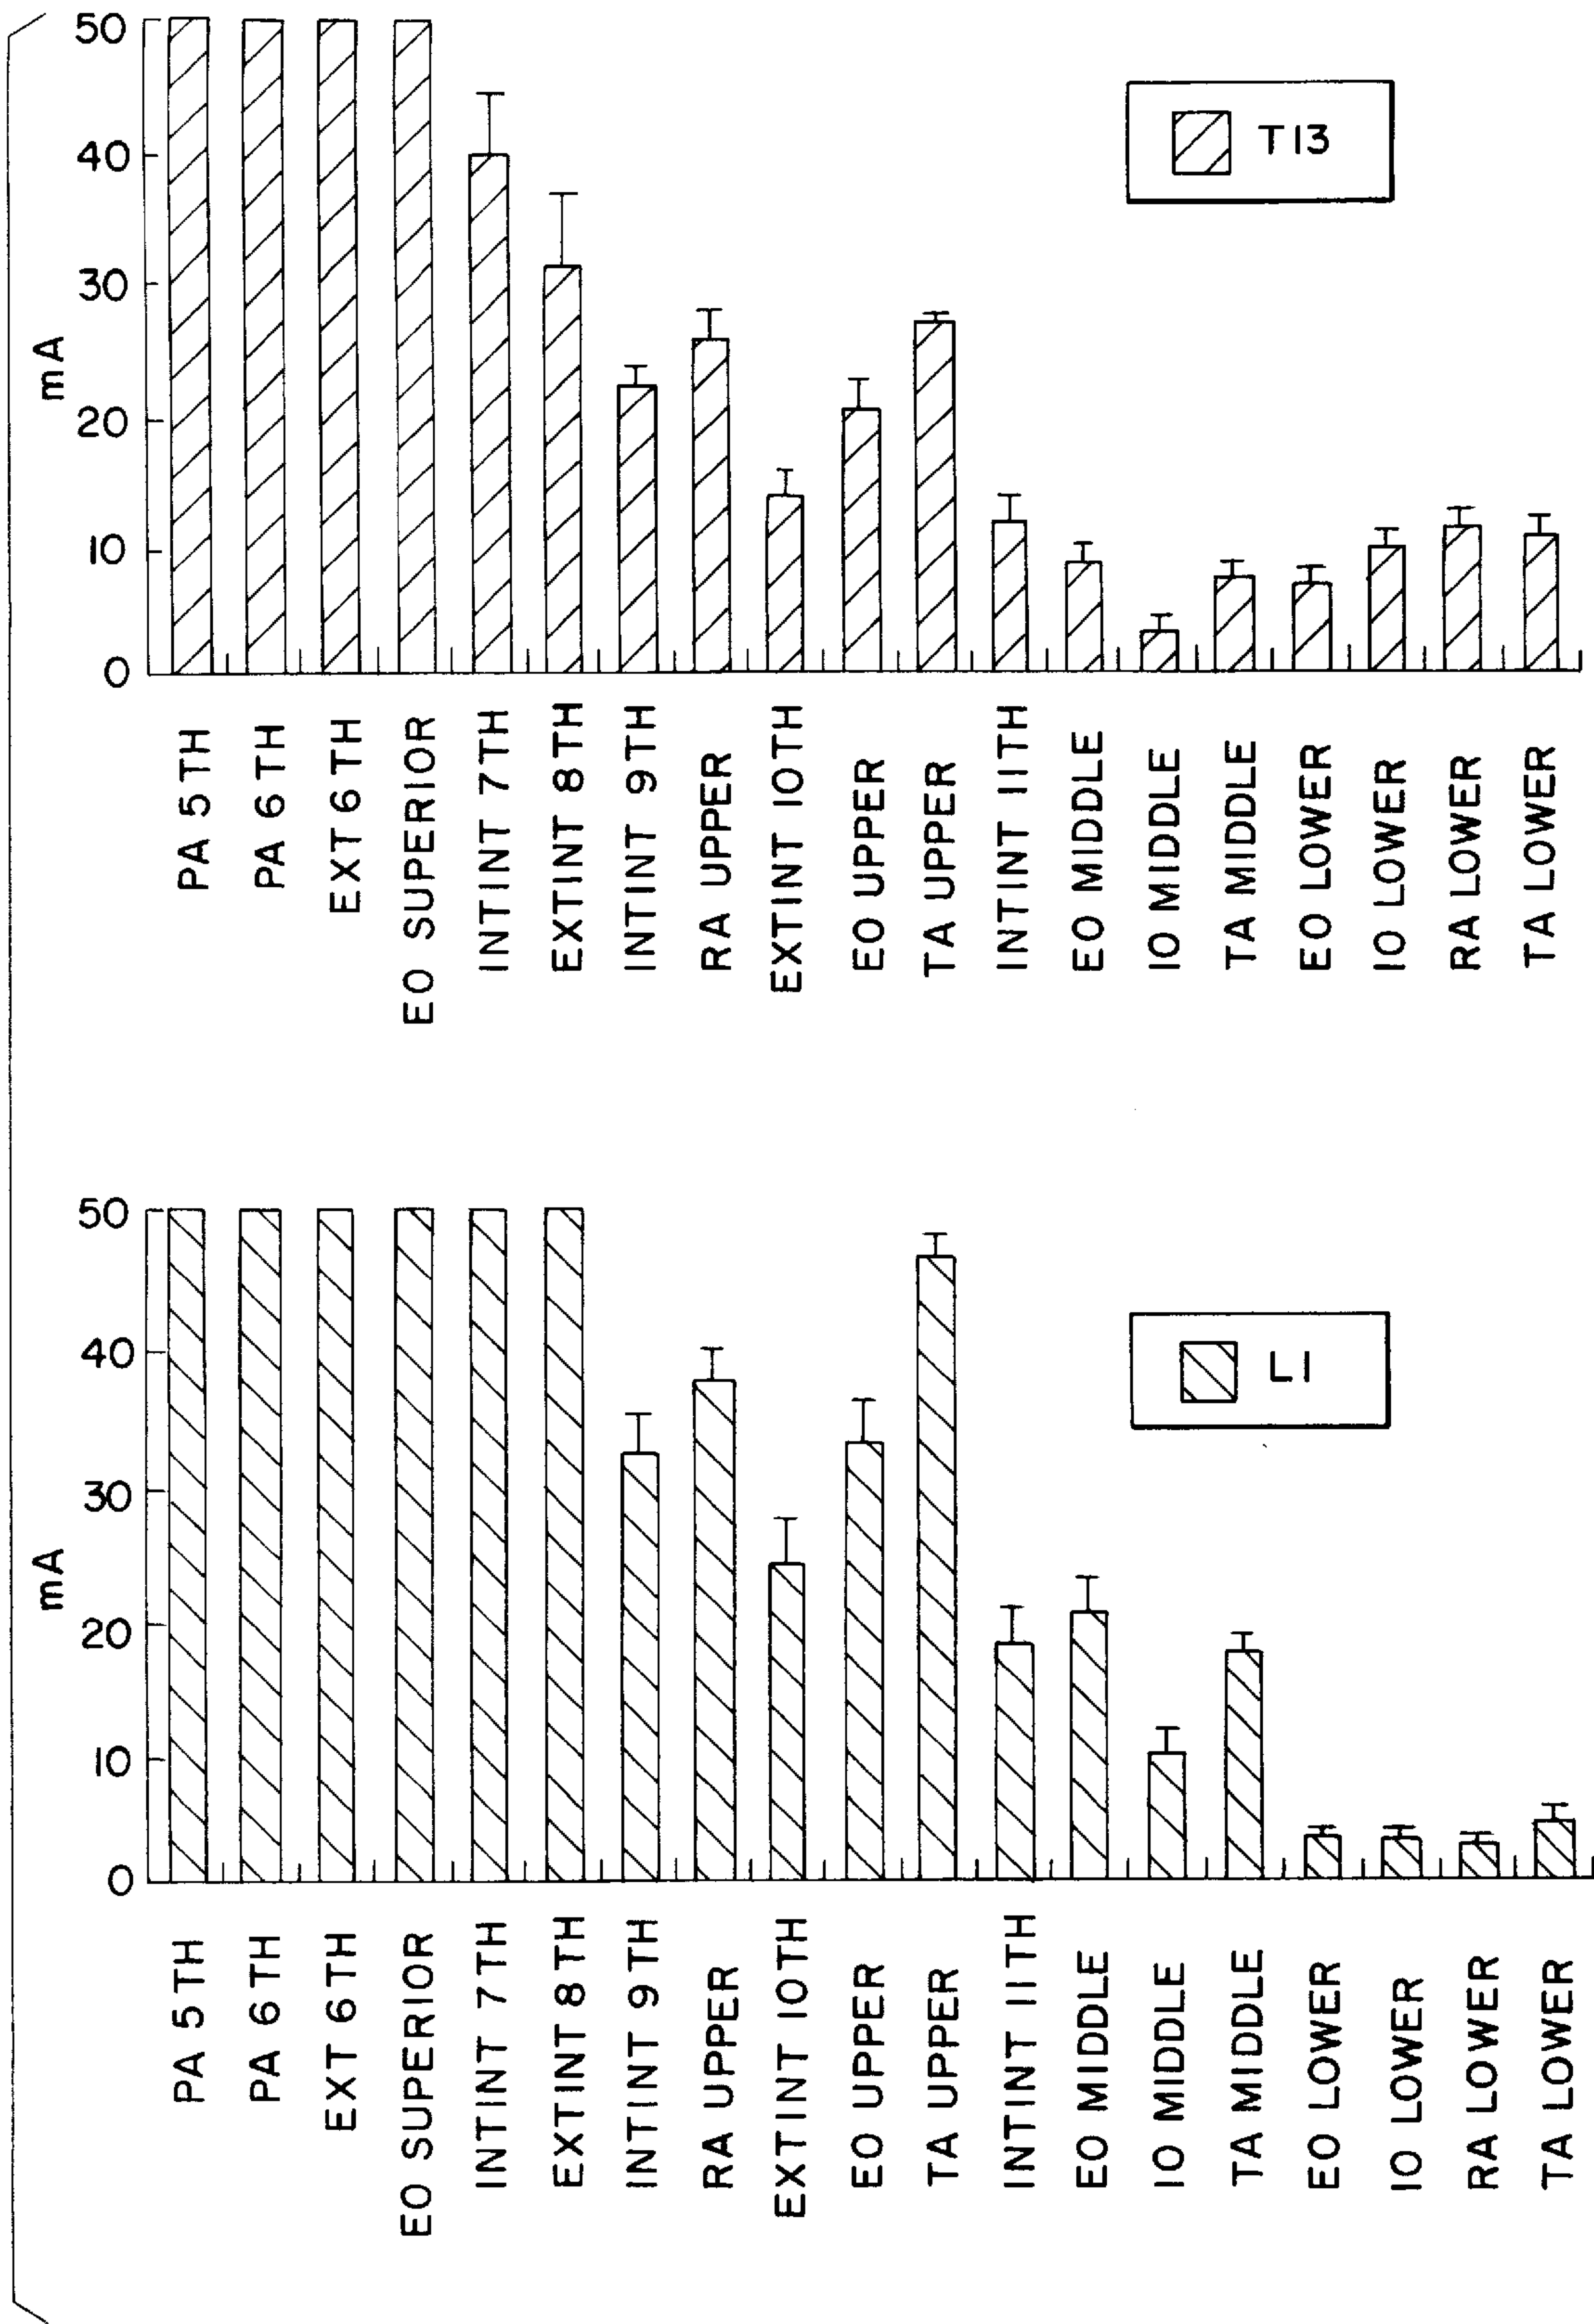 50
40
30
20
10
0
mA
T13
PA 5TH
PA 6TH
EXT 6TH
EO SUPERIOR
INTINT 7TH
EXTINT 8TH
INTINT 9TH
RA UPPER
EXTINT 10TH
EO UPPER
TA UPPER
INTINT 11TH
EO MIDDLE
IO MIDDLE
TA MIDDLE
EO LOWER
IO LOWER
RA LOWER
TA LOWER
50
40
30
20
10
0
mA
L1
PA 5TH
PA 6TH
EXT 6TH
EO SUPERIOR
INTINT 7TH
EXTINT 8TH
INTINT 9TH
RA UPPER
EXTINT 10TH
EO UPPER
TA UPPER
INTINT 11TH
EO MIDDLE
IO MIDDLE
TA MIDDLE
EO LOWER
IO LOWER
RA LOWER
TA LOWER